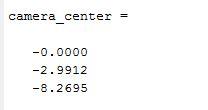 camera_center =
-0.0000
-2.9912
-8.2695